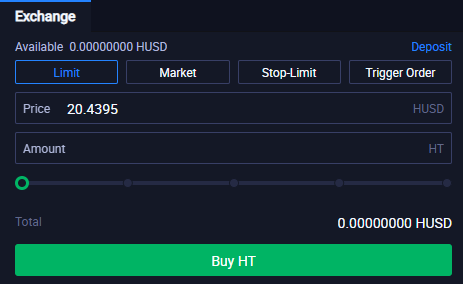 Exchange
Available 0.00000000 HUSD Deposit
Limit Market Stop-Limit Trigger Order
Price 20.4395 HUSD
Amount HT
Total 0.00000000 HUSD
Buy HT